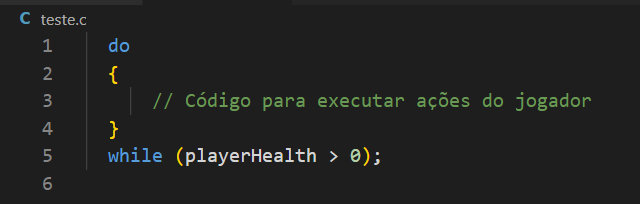 C teste.c
1 do
2 {
3 // Código para executar ações do jogador
4 }
5 while (playerHealth > 0);
6